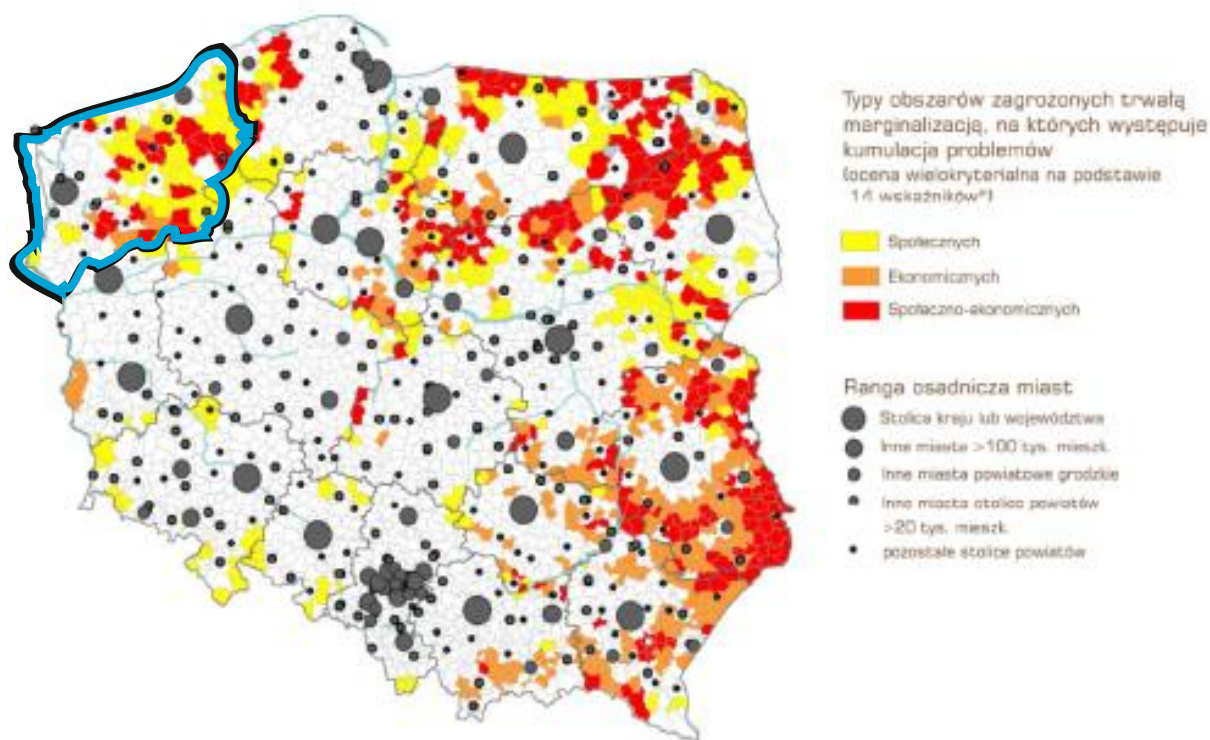 Typy obszarów zagrożonych trwałą
marginalizacją, na których występuje
kumulacja problemów
(ocena wielokryterialna na podstawie
14 wskaźników*)
Społecznych
Ekonomicznych
Społeczno-ekonomicznych
Ranga osadnicza miast
Stolica kraju lub województwa
Inne miasta >100 tys. mieszk.
Inne miasta powiatowe grodzkie
Inne miasta stolice powiatów
>20 tys. mieszk.
pozostałe stolice powiatów